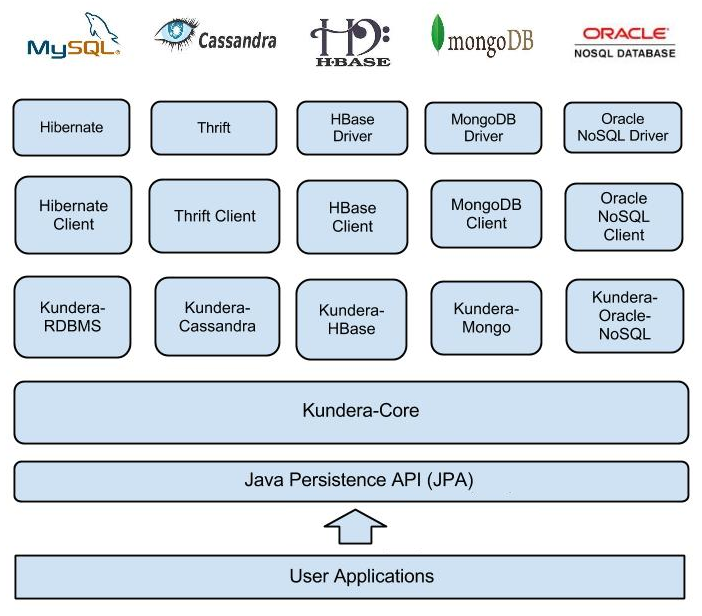 MySQL®
Cassandra
HBASE
mongoDB
ORACLE®
NOSQL DATABASE
Hibernate
Thrift
HBase
Driver
MongoDB
Driver
Oracle
NoSQL Driver
Hibernate
Client
Thrift Client
HBase
Client
MongoDB
Client
Oracle
NoSQL
Client
Kundera-
RDBMS
Kundera-
Cassandra
Kundera-
HBase
Kundera-
Mongo
Kundera-
Oracle-
NoSQL
Kundera-Core
Java Persistence API (JPA)
User Applications